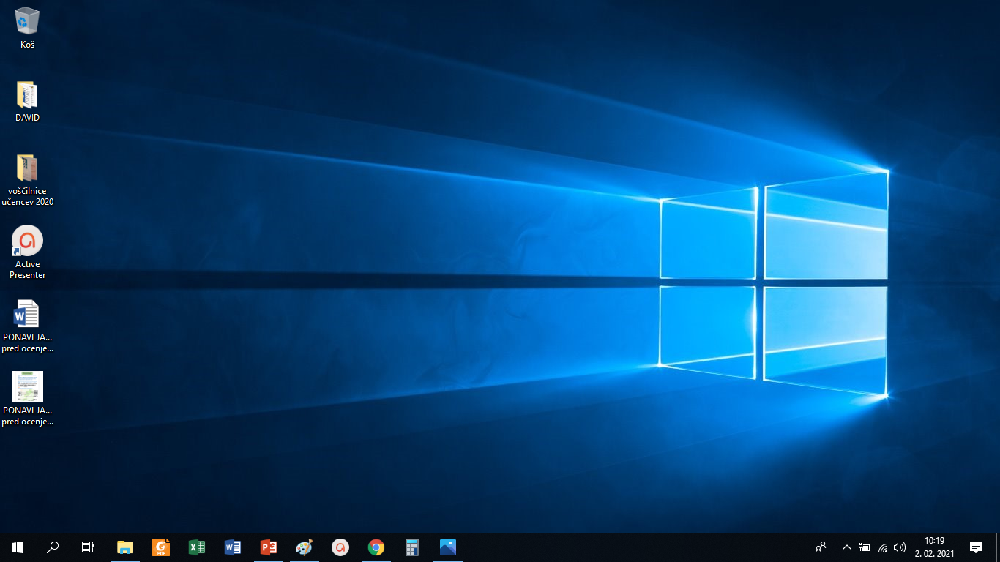 Koš
DAVID
voščilnice
učencev 2020
Active
Presenter
PONAVLJA...
pred ocenje...
PONAVLJA...
pred ocenje...
10:19
2. 02. 2021